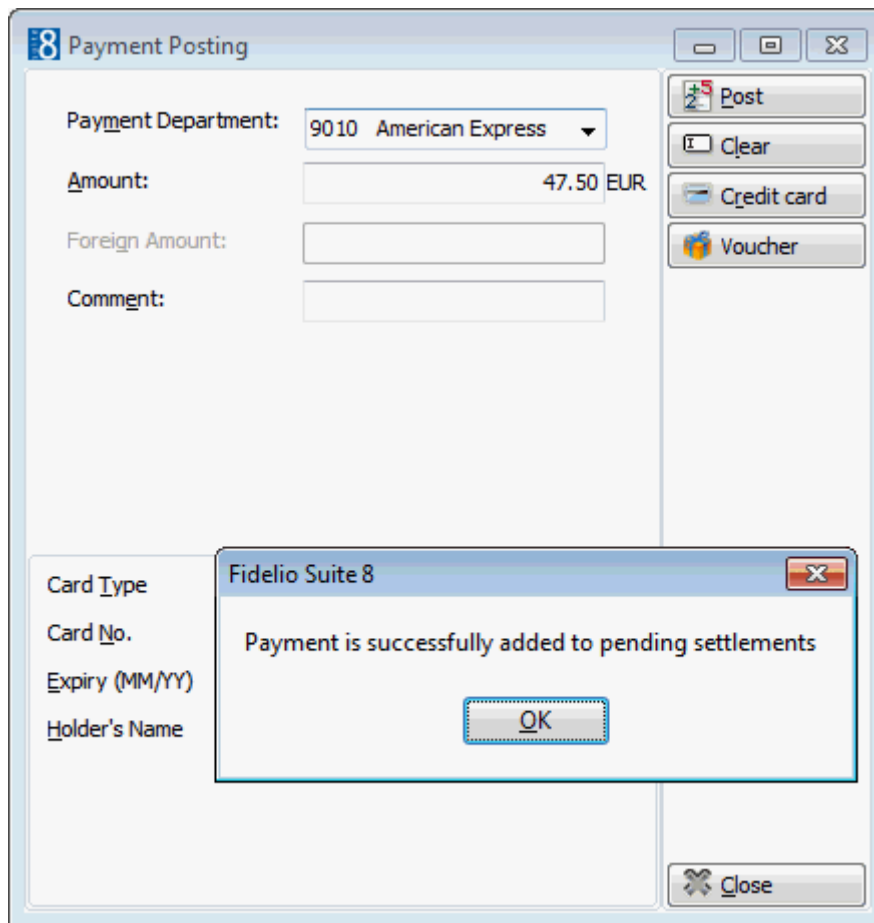 8 Payment Posting
Payment Department: 9010 American Express
Amount: 47.50 EUR
Foreign Amount:
Comment:
Post
Clear
Credit card
Voucher
Card Type
Card No.
Expiry (MM/YY)
Holder's Name
Fidelio Suite 8
Payment is successfully added to pending settlements
OK
Close